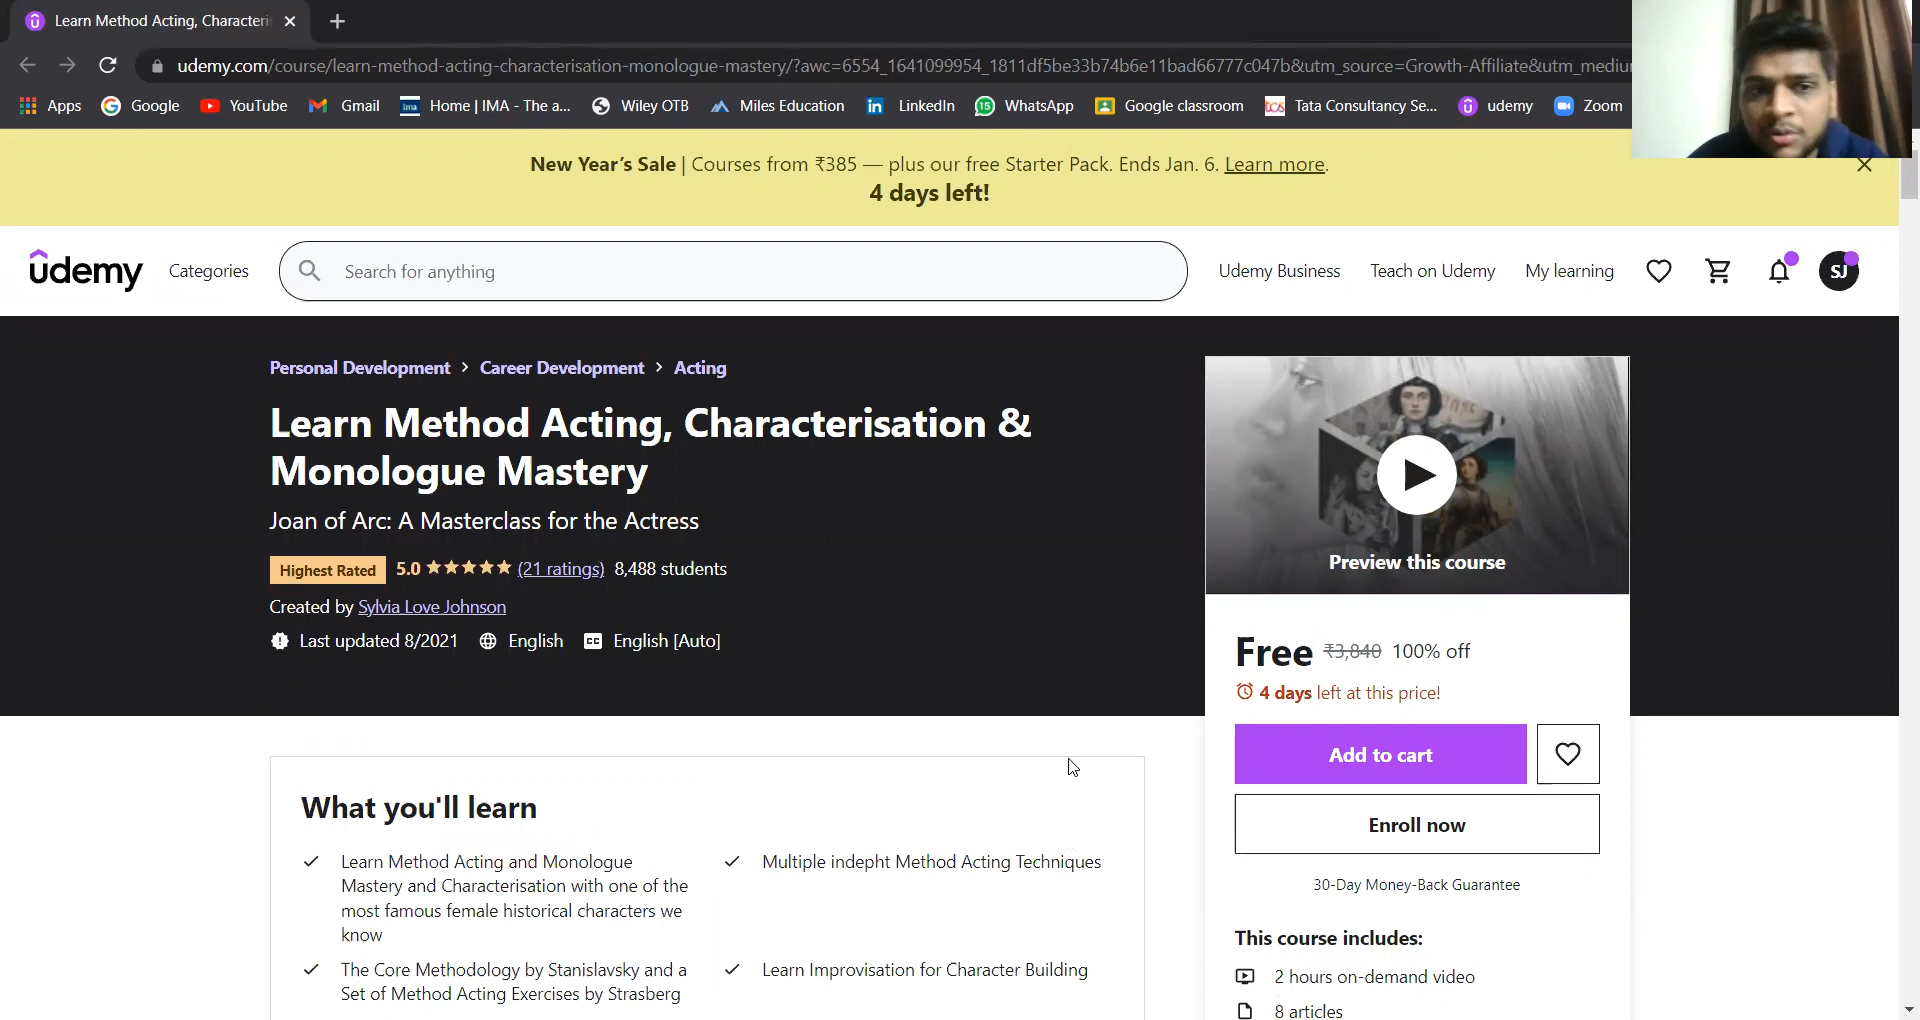 Learn Method Acting, Characteri
udemy.com/course/learn-method-acting-characterisation-monologue-mastery/?awc=6554_1641099954_1811df5be33b74b6e11bad66777c047b&utm_source=Growth-Affiliate&utm_mediu
Apps Google YouTube Gmail ima Home | IMA - The a... Wiley OTB Miles Education in LinkedIn 15 WhatsApp Google classroom tcs Tata Consultancy Se... udemy Zoom
New Year's Sale | Courses from ₹385 — plus our free Starter Pack. Ends Jan. 6. Learn more.
4 days left!
udemy Categories Search for anything Udemy Business Teach on Udemy My learning SJ
Personal Development > Career Development > Acting
Learn Method Acting, Characterisation &
Monologue Mastery
Joan of Arc: A Masterclass for the Actress
Highest Rated 5.0 (21 ratings) 8,488 students
Created by Sylvia Love Johnson
Last updated 8/2021 English CC English [Auto]
Preview this course
Free ₹3,840 100% off
4 days left at this price!
Add to cart
Enroll now
30-Day Money-Back Guarantee
This course includes:
2 hours on-demand video
8 articles
What you'll learn
Learn Method Acting and Monologue
Mastery and Characterisation with one of the
most famous female historical characters we
know
Multiple indepht Method Acting Techniques
The Core Methodology by Stanislavsky and a
Set of Method Acting Exercises by Strasberg
Learn Improvisation for Character Building